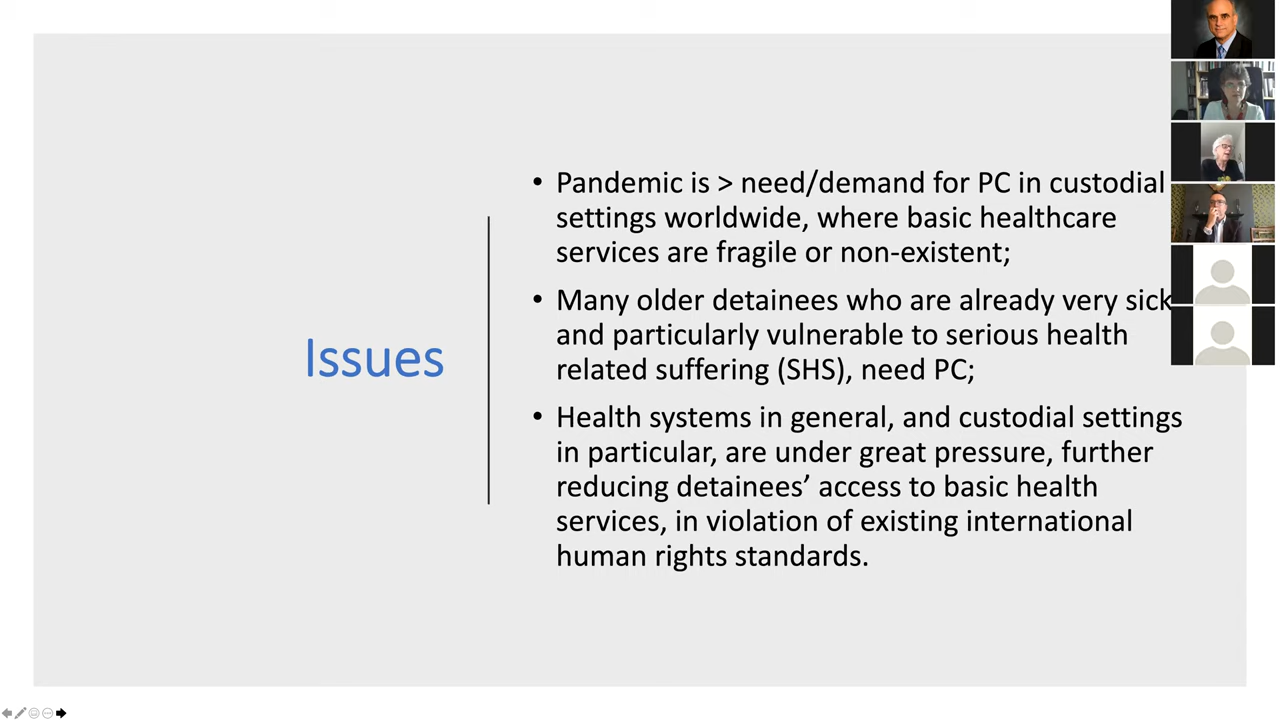 Issues
• Pandemic is > need/demand for PC in custodial
settings worldwide, where basic healthcare
services are fragile or non-existent;
• Many older detainees who are already very sick
and particularly vulnerable to serious health
related suffering (SHS), need PC;
• Health systems in general, and custodial settings
in particular, are under great pressure, further
reducing detainees’ access to basic health
services, in violation of existing international
human rights standards.